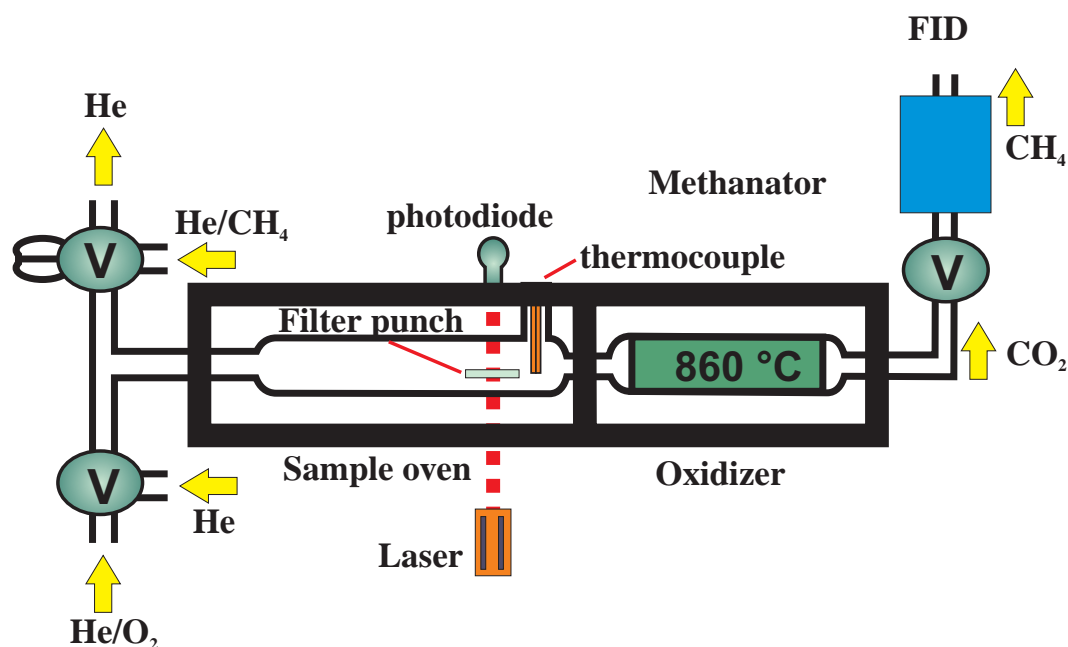 FID
He
CH₄
Methanator
He/CH₄
photodiode
thermocouple
V
V
Filter punch
860 °C
CO₂
Sample oven
Oxidizer
V
He
Laser
He/O₂